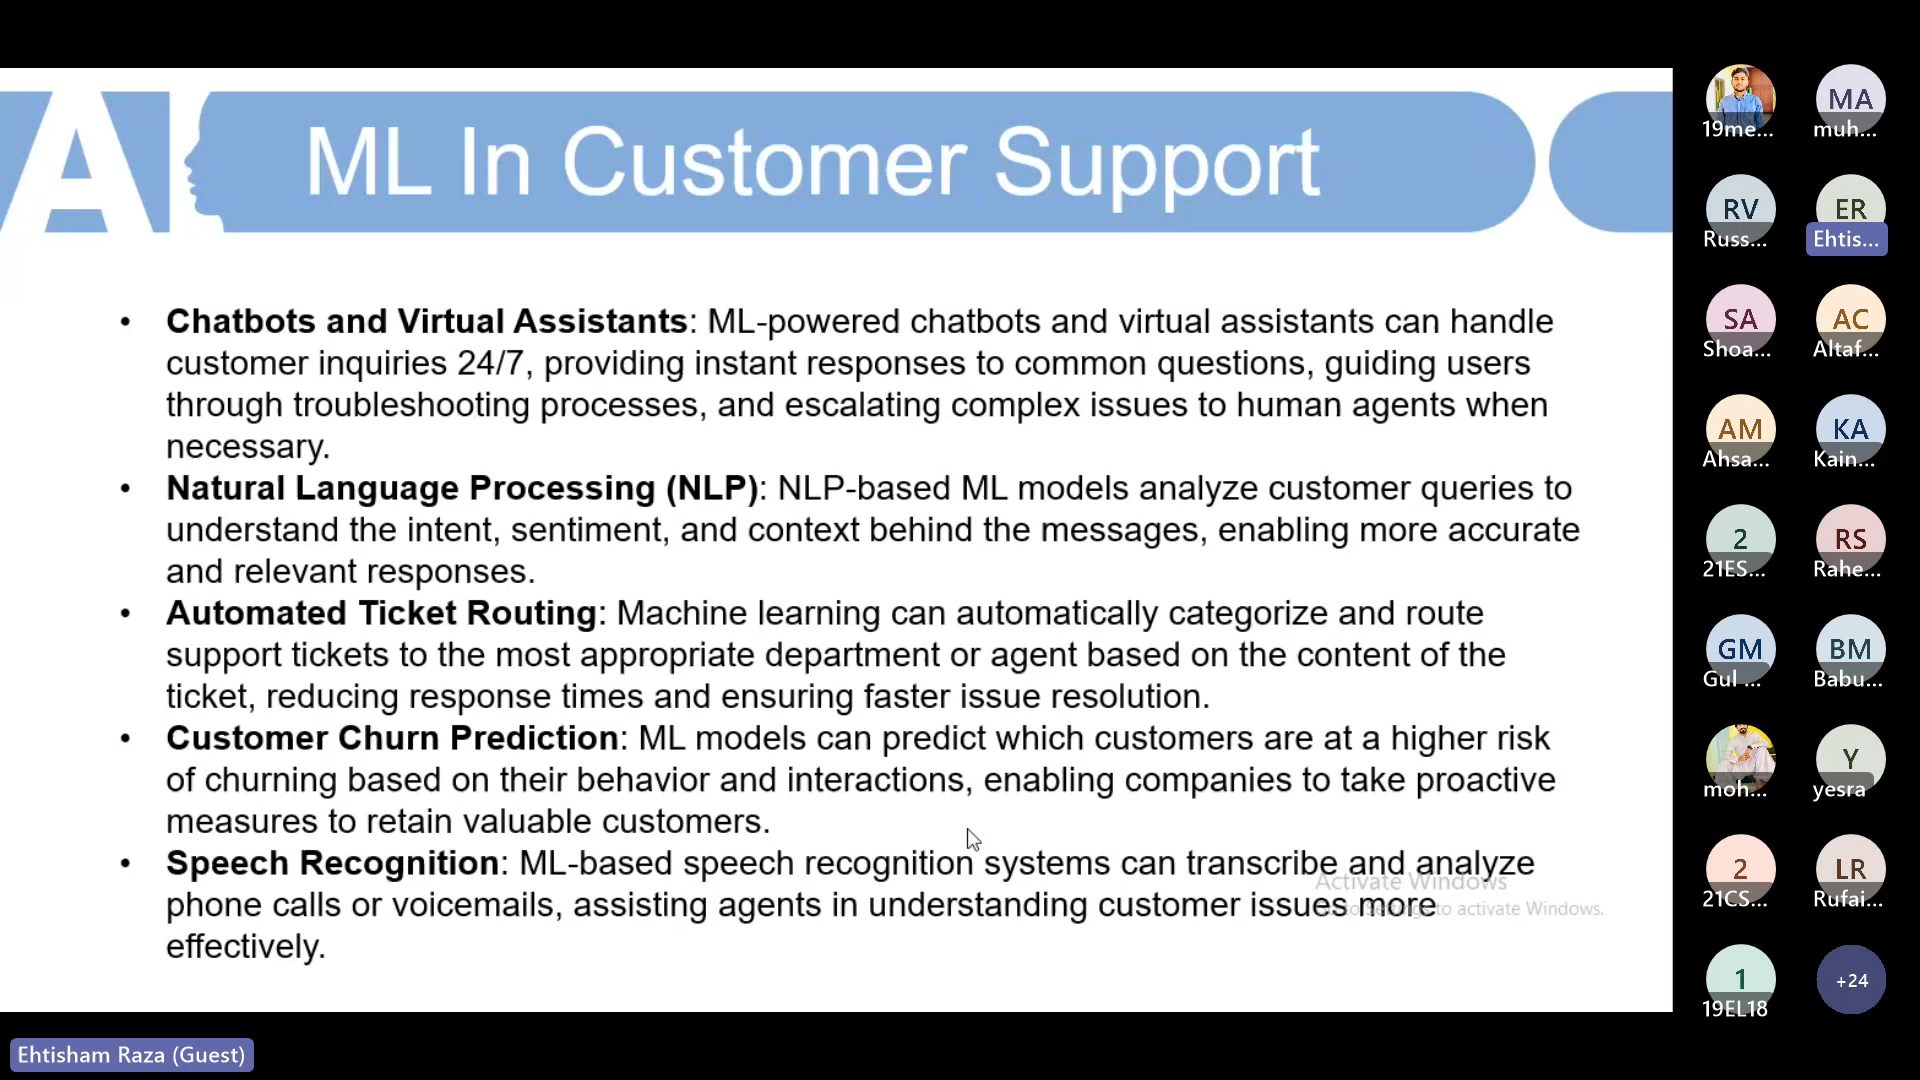 A
ML In Customer Support
• Chatbots and Virtual Assistants: ML-powered chatbots and virtual assistants can handle
customer inquiries 24/7, providing instant responses to common questions, guiding users
through troubleshooting processes, and escalating complex issues to human agents when
necessary.
• Natural Language Processing (NLP): NLP-based ML models analyze customer queries to
understand the intent, sentiment, and context behind the messages, enabling more accurate
and relevant responses.
• Automated Ticket Routing: Machine learning can automatically categorize and route
support tickets to the most appropriate department or agent based on the content of the
ticket, reducing response times and ensuring faster issue resolution.
• Customer Churn Prediction: ML models can predict which customers are at a higher risk
of churning based on their behavior and interactions, enabling companies to take proactive
measures to retain valuable customers.
• Speech Recognition: ML-based speech recognition systems can transcribe and analyze
phone calls or voicemails, assisting agents in understanding customer issues more
effectively.
Activate Windows
to activate Windows.
Ehtisham Raza (Guest)
19me...
MA
muh...
RV
Russ...
ER
Ehtis...
SA
Shoa...
AC
Altaf...
AM
Ahsa...
KA
Kain...
2
21ES...
RS
Rahe...
GM
Gul ...
BM
Babu...
moh...
Y
yesra
2
21CS...
LR
Rufai...
1
19EL18
+24